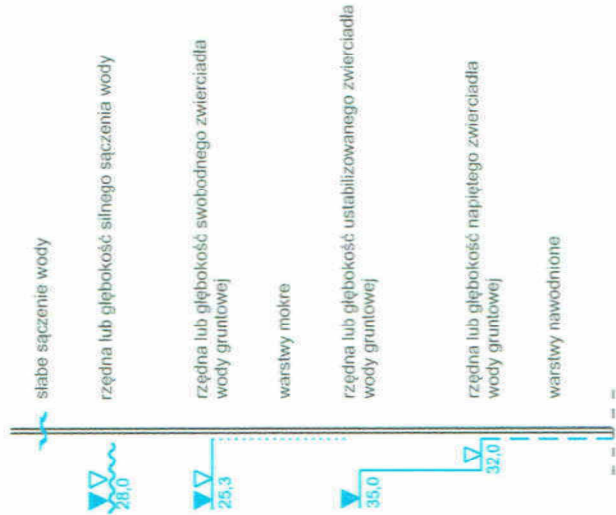 słabe sączenie wody
28,0
rzędna lub głębokość silnego sączenia wody
25,3
rzędna lub głębokość swobodnego zwierciadła
wody gruntowej
warstwy mokre
35,0
rzędna lub głębokość ustabilizowanego zwierciadła
wody gruntowej
32,0
rzędna lub głębokość napiętego zwierciadła
wody gruntowej
warstwy nawodnione